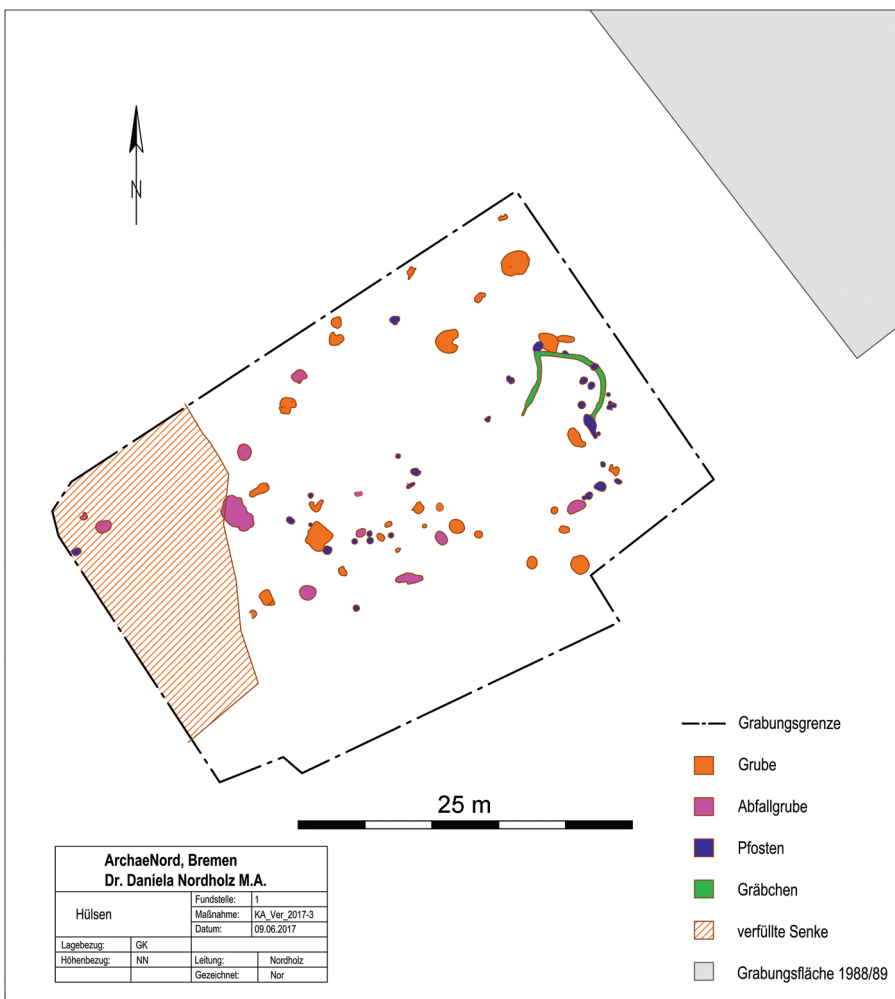 N
25 m
Grabungsgrenze
Grube
Abfallgrube
Pfosten
Gräbchen
verfüllte Senke
Grabungsfläche 1988/89
ArchaeNord, Bremen
Dr. Daniela Nordholz M.A.
Hülsen
Fundstelle: 1
Maßnahme: KA_Ver_2017-3
Datum: 09.06.2017
Lagebezug: GK
Höhenbezug: NN Leitung: Nordholz
Gezeichnet: Nor